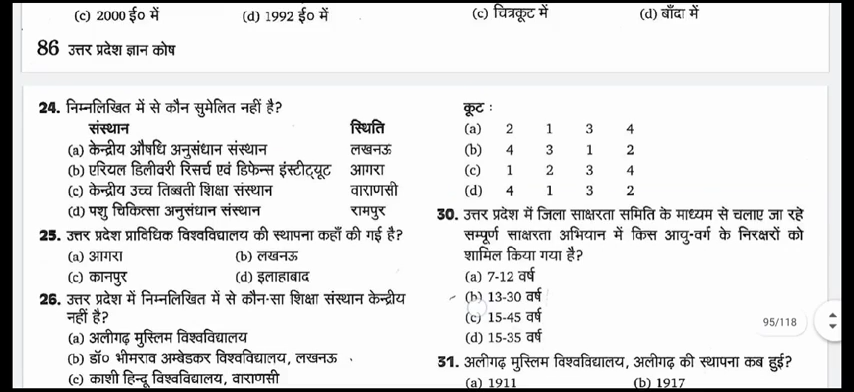 (c) 2000 ई० में (d) 1992 ई० में
(c) चित्रकूट में (d) बाँदा में
86 उत्तर प्रदेश ज्ञान कोष
24. निम्नलिखित में से कौन सुमेलित नहीं है?
संस्थान स्थिति
(a) केन्द्रीय औषधि अनुसंधान संस्थान लखनऊ
(b) एरियल डिलीवरी रिसर्च एवं डिफेन्स इंस्टीट्यूट आगरा
(c) केन्द्रीय उच्च तिब्बती शिक्षा संस्थान वाराणसी
(d) पशु चिकित्सा अनुसंधान संस्थान रामपुर
25. उत्तर प्रदेश प्राविधिक विश्वविद्यालय की स्थापना कहाँ की गई है?
(a) आगरा (b) लखनऊ
(c) कानपुर (d) इलाहाबाद
26. उत्तर प्रदेश में निम्नलिखित में से कौन-सा शिक्षा संस्थान केन्द्रीय
नहीं है?
(a) अलीगढ़ मुस्लिम विश्वविद्यालय
(b) डॉ० भीमराव अम्बेडकर विश्वविद्यालय, लखनऊ
(c) काशी हिन्दू विश्वविद्यालय, वाराणसी
कूट :
(a) 2 1 3 4
(b) 4 3 1 2
(c) 1 2 3 4
(d) 4 1 3 2
30. उत्तर प्रदेश में जिला साक्षरता समिति के माध्यम से चलाए जा रहे
सम्पूर्ण साक्षरता अभियान में किस आयु-वर्ग के निरक्षरों को
शामिल किया गया है?
(a) 7-12 वर्ष
(b) 13-30 वर्ष
(c) 15-45 वर्ष
(d) 15-35 वर्ष
31. अलीगढ़ मुस्लिम विश्वविद्यालय, अलीगढ़ की स्थापना कब हुई?
(a) 1911 (b) 1917
95/118